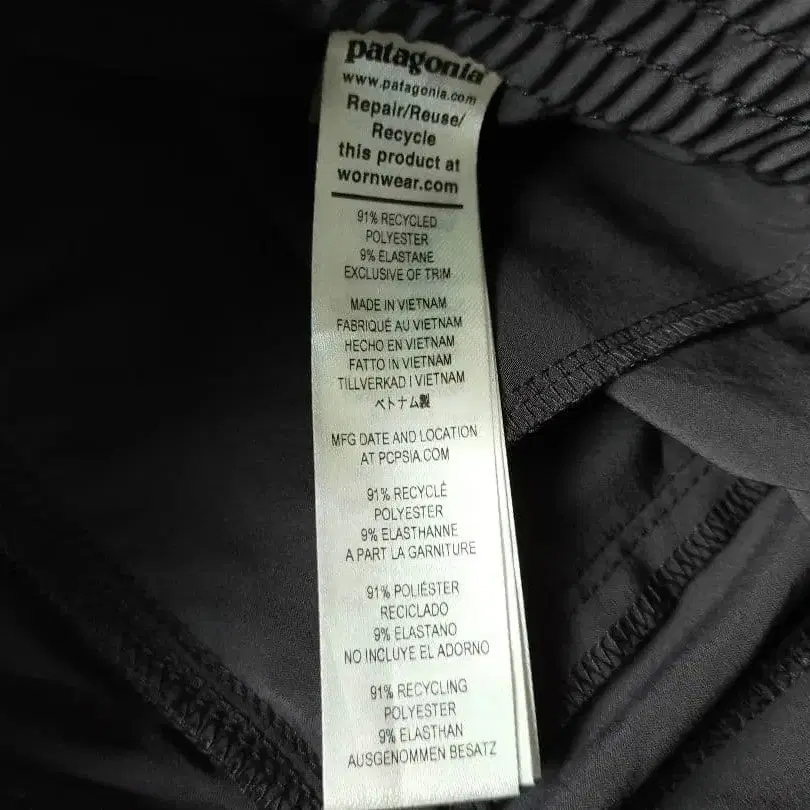 patagonia
www.patagonia.com
Repair/Reuse/
Recycle
this product at
wornwear.com
91% RECYCLED
POLYESTER
9% ELASTANE
EXCLUSIVE OF TRIM
MADE IN VIETNAM
FABRIQUÉ AU VIETNAM
HECHO EN VIETNAM
FATTO IN VIETNAM
TILLVERKAD I VIETNAM
ベトナム製
MFG DATE AND LOCATION
AT PCPSIA.COM
91% RECYCLÉ
POLYESTER
9% ELASTHANNE
A PART LA GARNITURE
91% POLIÉSTER
RECICLADO
9% ELASTANO
NO INCLUYE EL ADORNO
91% RECYCLING
POLYESTER
9% ELASTHAN
AUSGENOMMEN BESATZ